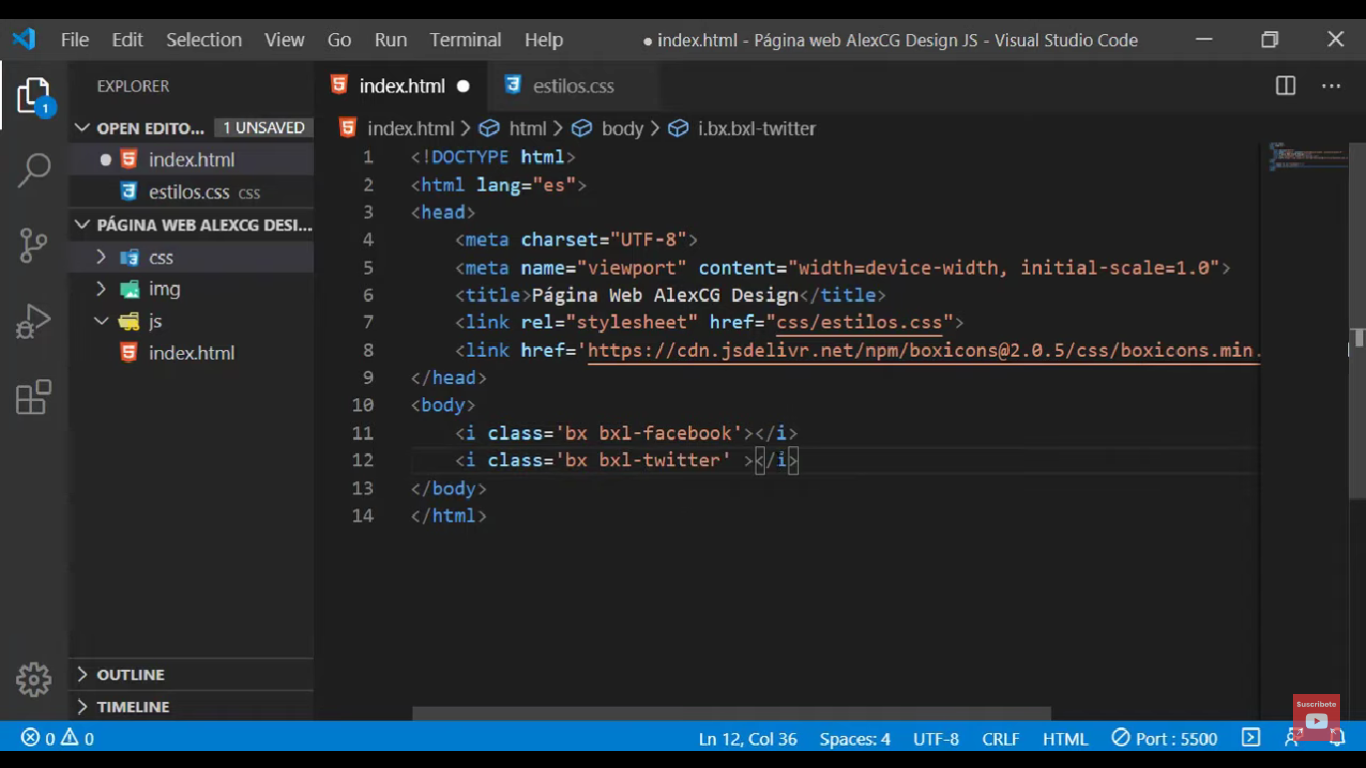 File Edit Selection View Go Run Terminal Help ● index.html - Página web AlexCG Design JS - Visual Studio Code
EXPLORER
index.html
estilos.css
1
OPEN EDITO... 1 UNSAVED
index.html
estilos.css css
PÁGINA WEB ALEXCG DESI...
css
img
js
index.html
OUTLINE
TIMELINE
index.html > html > body > i.bx.bxl-twitter
1 <!DOCTYPE html>
2 <html lang="es">
3 <head>
4 <meta charset="UTF-8">
5 <meta name="viewport" content="width=device-width, initial-scale=1.0">
6 <title>Página Web AlexCG Design</title>
7 <link rel="stylesheet" href="css/estilos.css">
8 <link href='https://cdn.jsdelivr.net/npm/boxicons@2.0.5/css/boxicons.min.
9 </head>
10 <body>
11 <i class='bx bxl-facebook'></i>
12 <i class='bx bxl-twitter' ></i>
13 </body>
14 </html>
Suscribete
0 0 Ln 12, Col 36 Spaces: 4 UTF-8 CRLF HTML Port : 5500